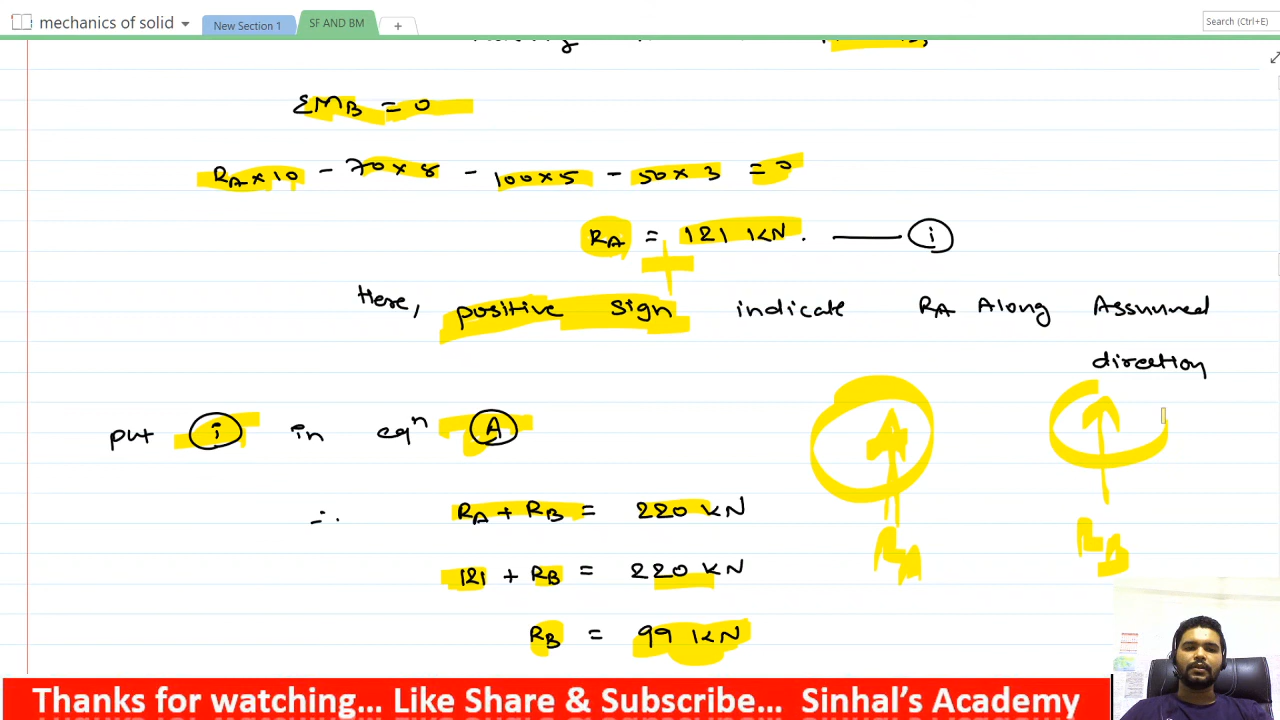 mechanics of solid
New Section 1
SF AND BM
+
Search (Ctrl+E)
ΣMB = 0
RA × 10 - 70 × 8 - 100 × 5 - 50 × 3 = 0
RA = 121 KN. —— i
+
Here, positive sign indicate RA Along Assumed
direction
put i in eqn A
∴ RA + RB = 220 KN
121 + RB = 220 KN
RB = 99 KN
RA
RB
Thanks for watching... Like Share & Subscribe... Sinhal's Academy